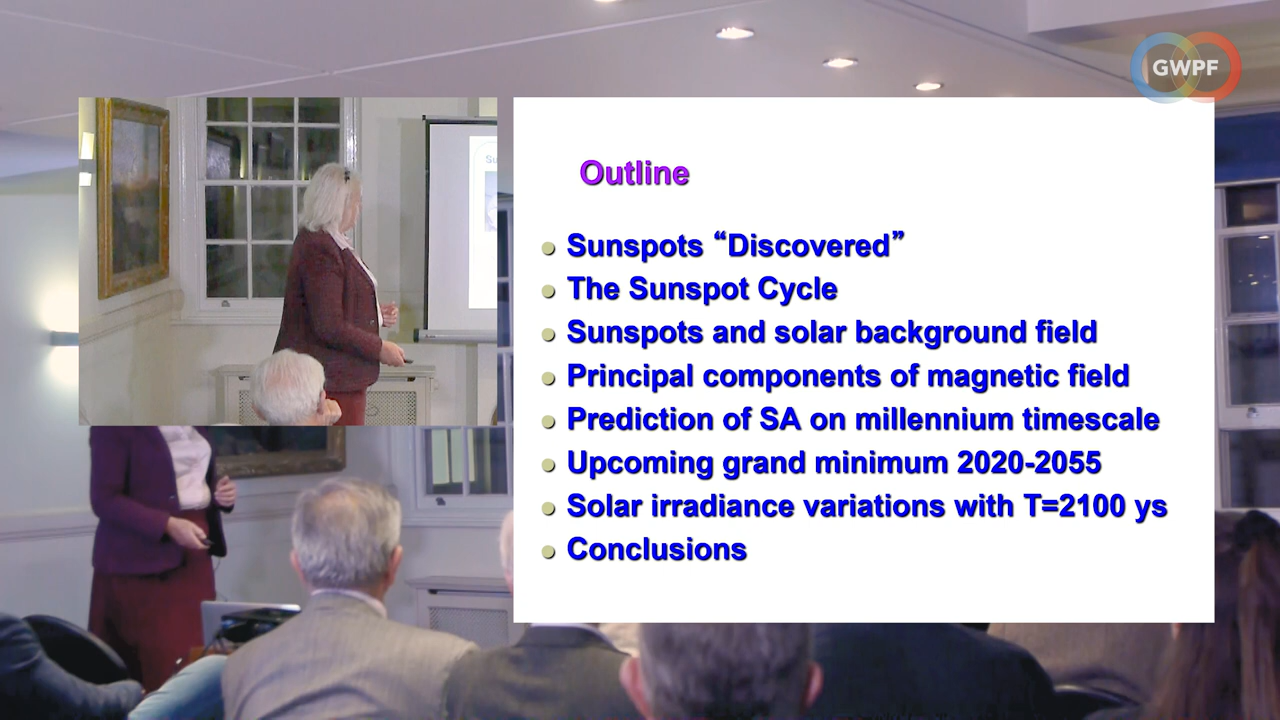 GWPF
Outline
Sunspots “Discovered”
The Sunspot Cycle
Sunspots and solar background field
Principal components of magnetic field
Prediction of SA on millennium timescale
Upcoming grand minimum 2020-2055
Solar irradiance variations with T=2100 ys
Conclusions